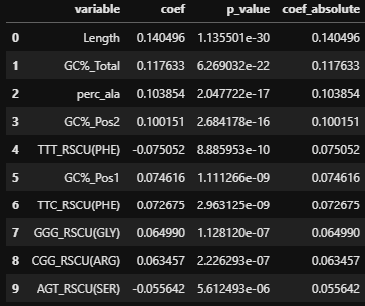 variable coef p_value coef_absolute
0 Length 0.140496 1.135501e-30 0.140496
1 GC%_Total 0.117633 6.269032e-22 0.117633
2 perc_ala 0.103854 2.047722e-17 0.103854
3 GC%_Pos2 0.100151 2.684178e-16 0.100151
4 TTT_RSCU(PHE) -0.075052 8.885953e-10 0.075052
5 GC%_Pos1 0.074616 1.111266e-09 0.074616
6 TTC_RSCU(PHE) 0.072675 2.963125e-09 0.072675
7 GGG_RSCU(GLY) 0.064990 1.128120e-07 0.064990
8 CGG_RSCU(ARG) 0.063457 2.226293e-07 0.063457
9 AGT_RSCU(SER) -0.055642 5.612493e-06 0.055642